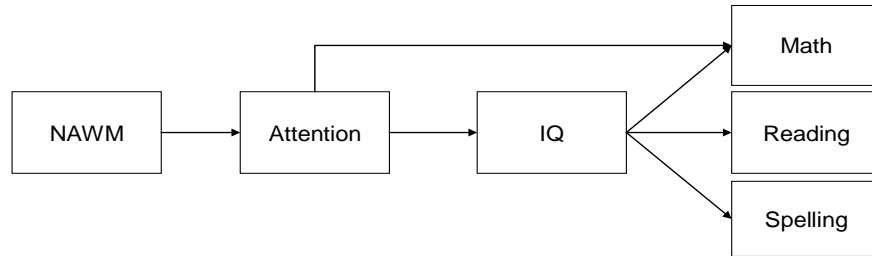 Math
NAWM
Attention
IQ
Reading
Spelling